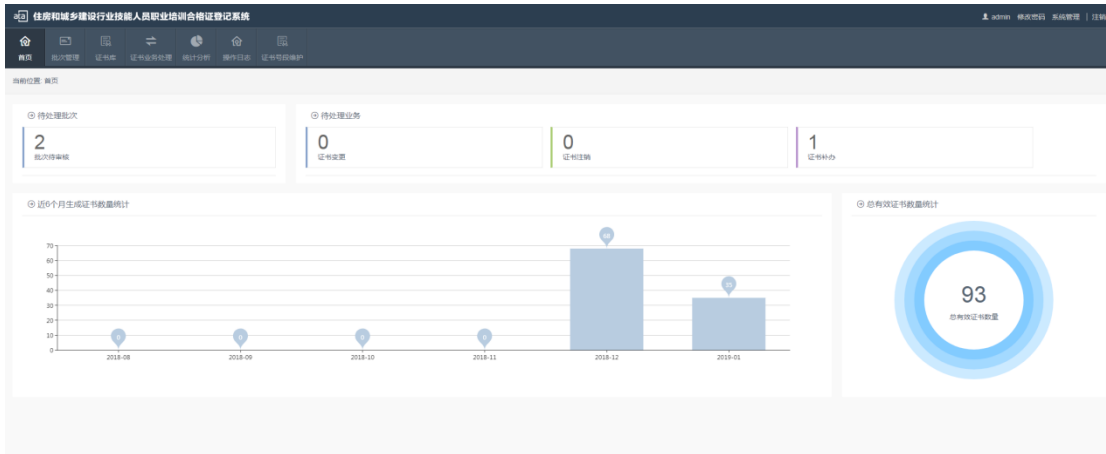 ata 住房和城乡建设行业技能人员职业培训合格证登记系统
admin 修改密码 系统管理 | 注销
首页 批次管理 证书库 证书业务处理 统计分析 操作日志 证书号段维护
当前位置 首页
待处理批次
2
批次待审核
待处理业务
0
证书变更
0
证书注销
1
证书补办
近6个月生成证书数量统计
70
60
50
40
30
20
10
0
0 0 0 0 68 35
2018-08 2018-09 2018-10 2018-11 2018-12 2019-01
总有效证书数量统计
93
总有效证书数量